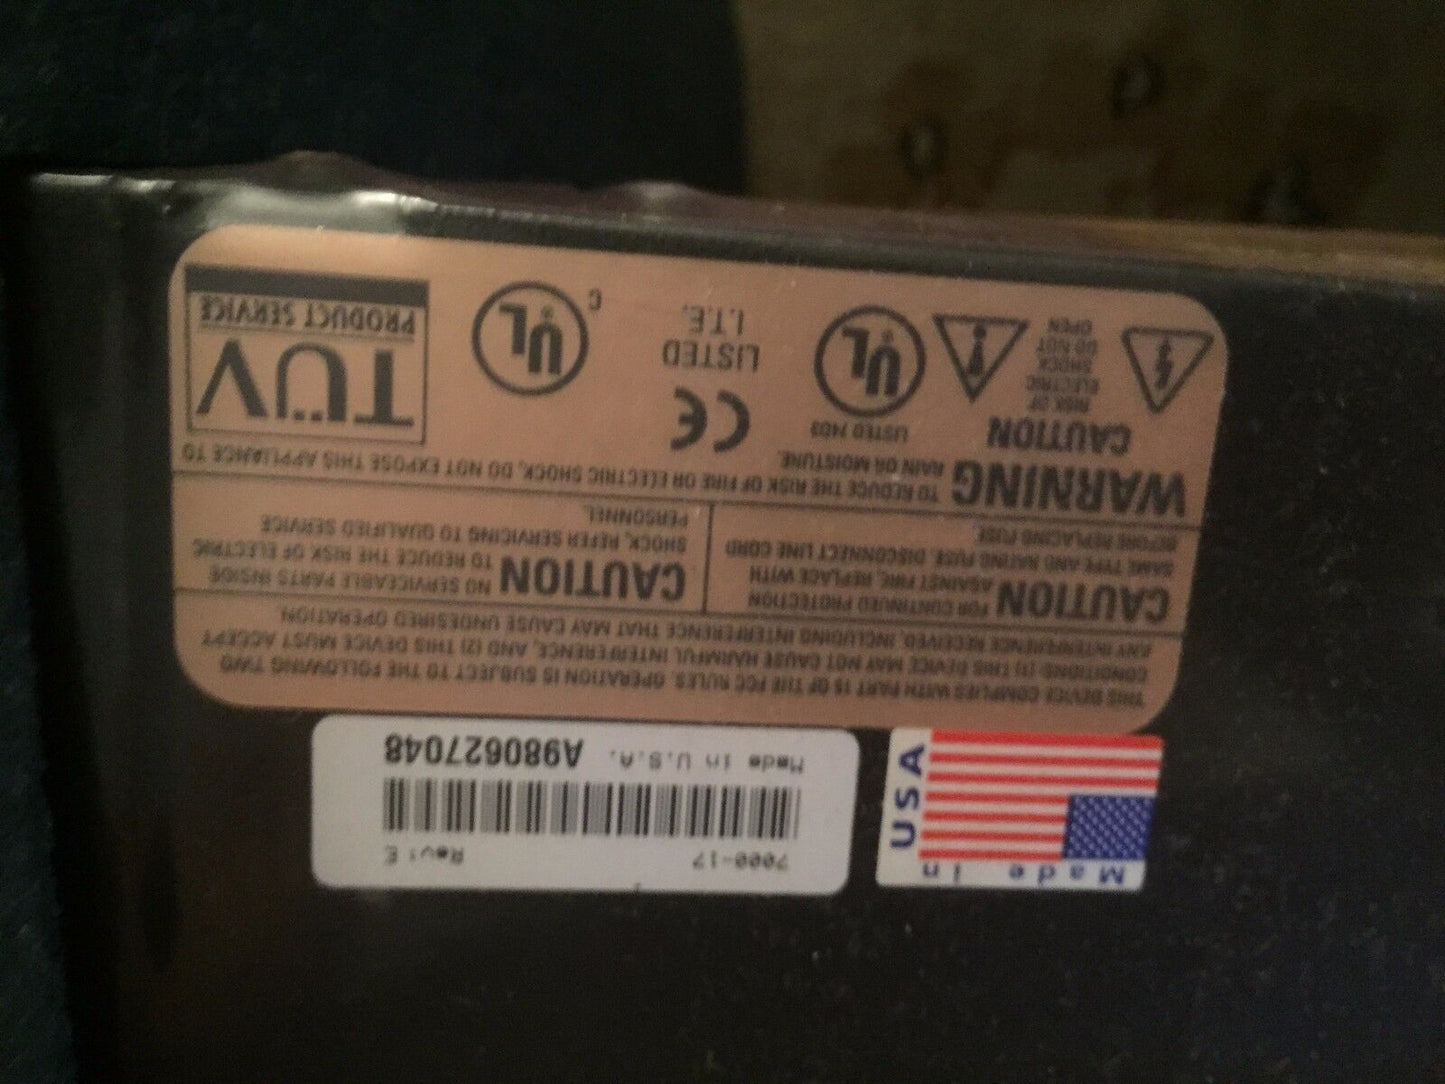 Made in
USA
7000-17 Rev: E
Made in U.S.A. A980627048
THIS DEVICE COMPLIES WITH PART 15 OF THE FCC RULES. OPERATION IS SUBJECT TO THE FOLLOWING TWO
CONDITIONS: (1) THIS DEVICE MAY NOT CAUSE HARMFUL INTERFERENCE, AND (2) THIS DEVICE MUST ACCEPT
ANY INTERFERENCE RECEIVED, INCLUDING INTERFERENCE THAT MAY CAUSE UNDESIRED OPERATION
CAUTION FOR CONTINUED PROTECTION
AGAINST FIRE, REPLACE WITH
SAME TYPE AND RATING FUSE. DISCONNECT LINE CORD
BEFORE REPLACING FUSE.
CAUTION NO SERVICEABLE PARTS INSIDE
TO REDUCE THE RISK OF ELECTRIC
SHOCK, REFER SERVICING TO QUALIFIED SERVICE
PERSONNEL.
WARNING TO REDUCE THE RISK OF FIRE OR ELECTRIC SHOCK, DO NOT EXPOSE THIS APPLIANCE TO
RAIN OR MOISTURE.
CAUTION
RISK OF
ELECTRIC
SHOCK
DO NOT
OPEN
LISTED 14D3
UL
CE
LISTED
I.T.E.
UL
C
TÜV
PRODUCT SERVICE